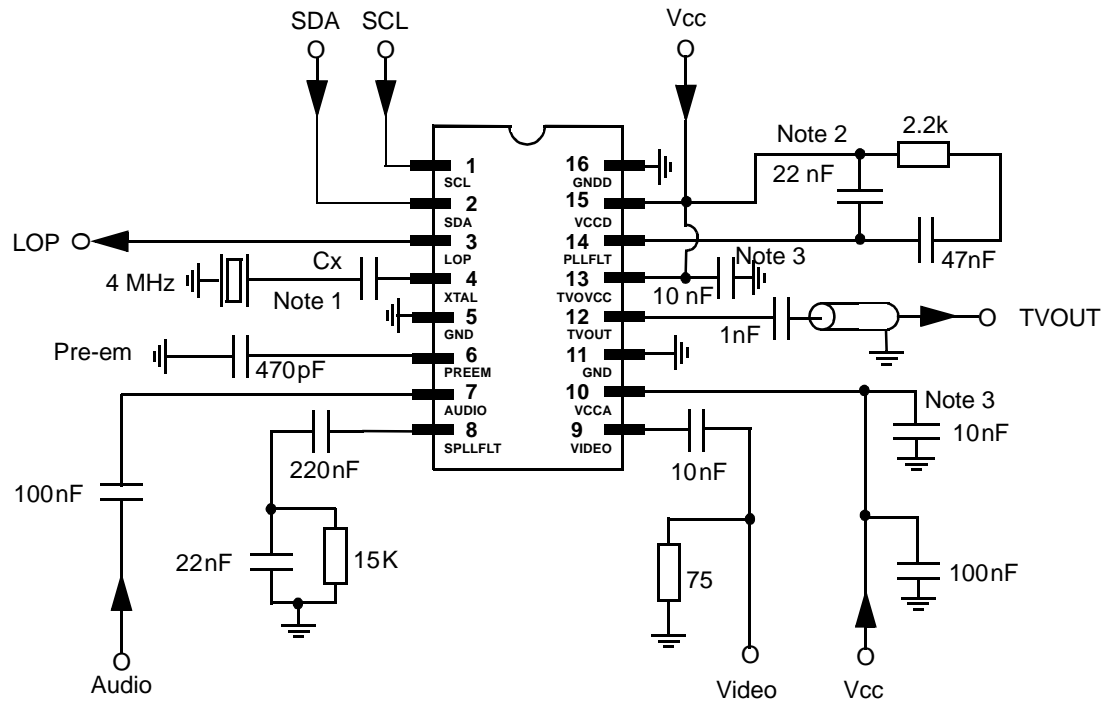 SDA
SCL
Vcc
1
SCL
2
SDA
3
LOP
4
XTAL
5
GND
6
PREEM
7
AUDIO
8
SPLLFLT
16
GNDD
15
VCCD
14
PLLFLT
13
TVOVCC
12
TVOUT
11
GND
10
VCCA
9
VIDEO
LOP
4 MHz
Cx
Note 1
Pre-em
470pF
220nF
100nF
22nF
15K
Audio
Note 2
2.2k
22 nF
47nF
Note 3
10 nF
1nF
TVOUT
Note 3
10nF
10nF
75
100nF
Video
Vcc